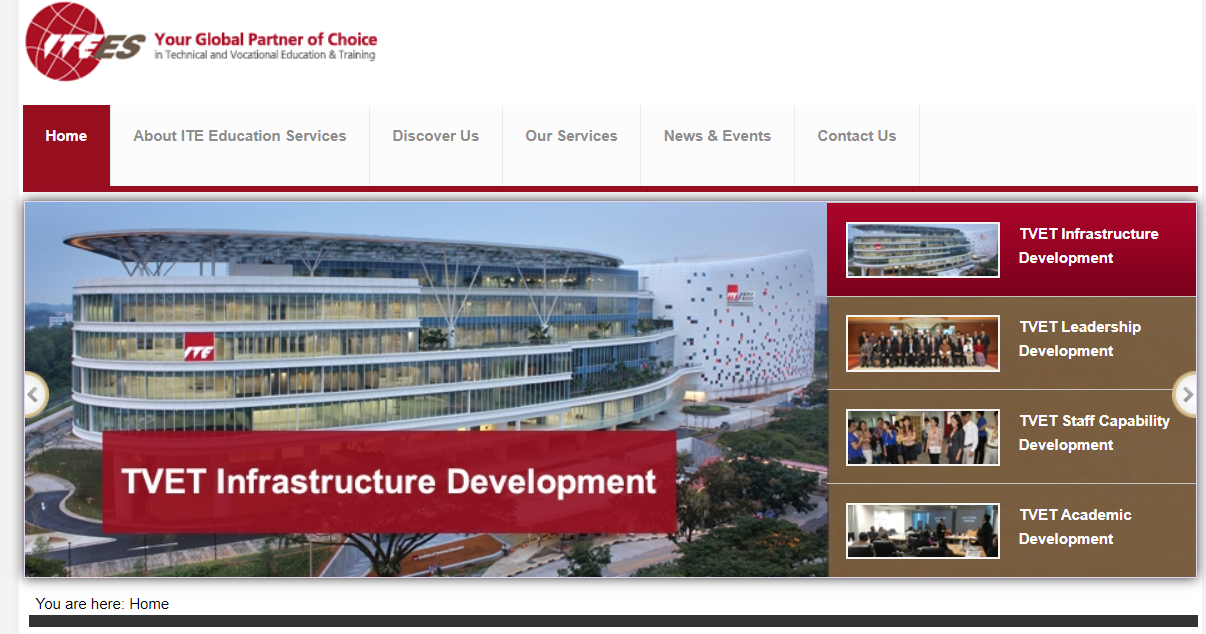 ITEES
Your Global Partner of Choice
in Technical and Vocational Education & Training
Home
About ITE Education Services
Discover Us
Our Services
News & Events
Contact Us
ITE
ITE
TVET Infrastructure Development
TVET Infrastructure
Development
TVET Leadership
Development
TVET Staff Capability
Development
TVET Academic
Development
You are here: Home